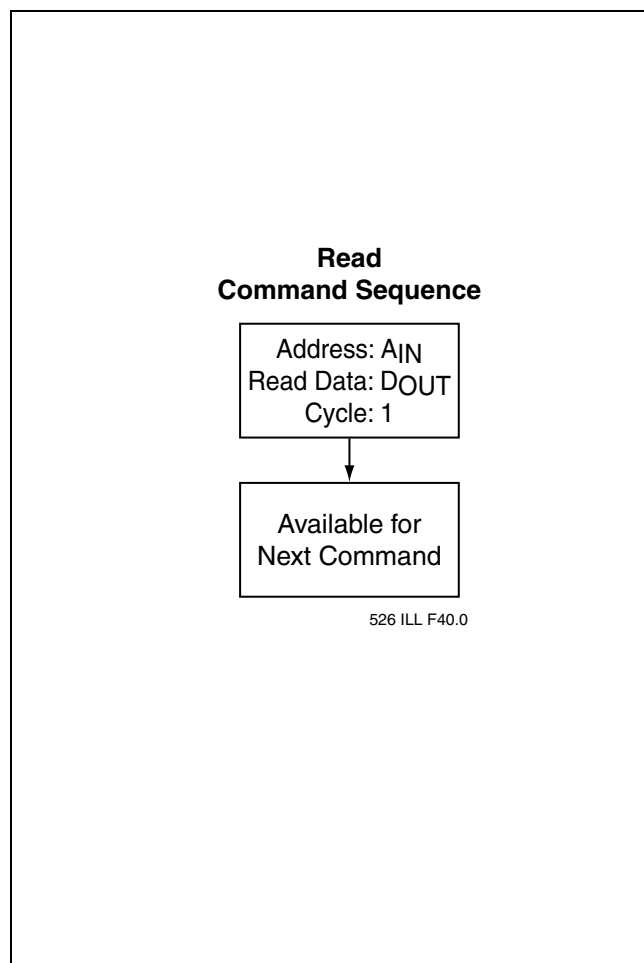 Read
Command Sequence
Address: AIN
Read Data: DOUT
Cycle: 1
Available for
Next Command
526 ILL F40.0